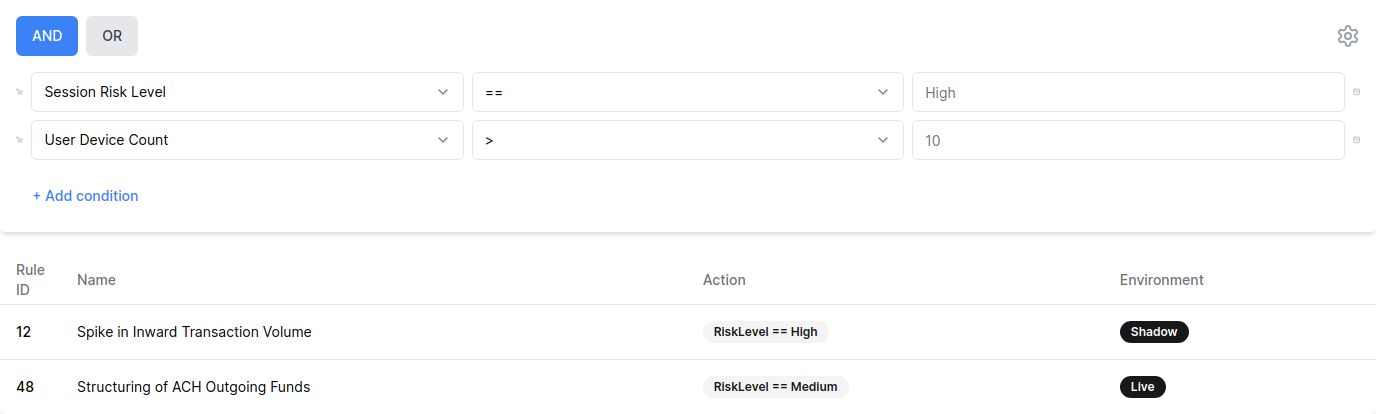 AND OR
Session Risk Level == High
User Device Count > 10
+ Add condition
Rule ID Name Action Environment
12 Spike in Inward Transaction Volume RiskLevel == High Shadow
48 Structuring of ACH Outgoing Funds RiskLevel == Medium Live